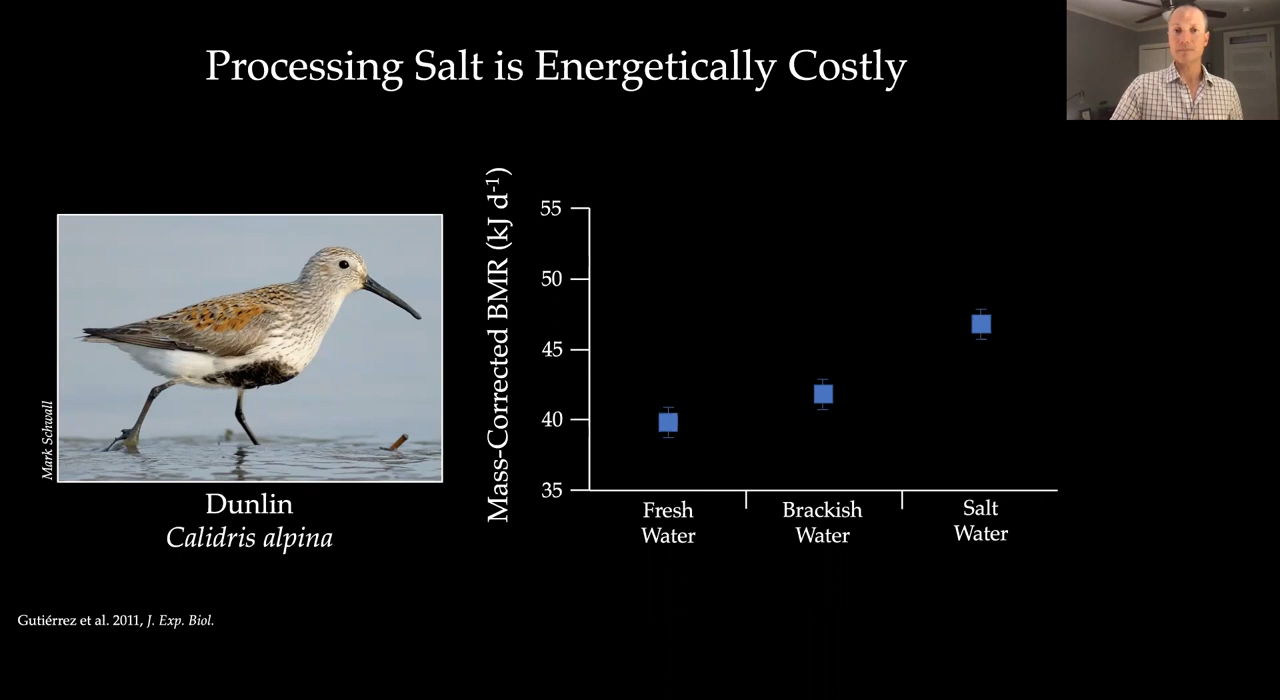 Processing Salt is Energetically Costly
Mark Schwall
Dunlin
Calidris alpina
Mass-Corrected BMR (kJ d-1)
55
50
45
40
35
Fresh
Water
Brackish
Water
Salt
Water
Gutiérrez et al. 2011, J. Exp. Biol.